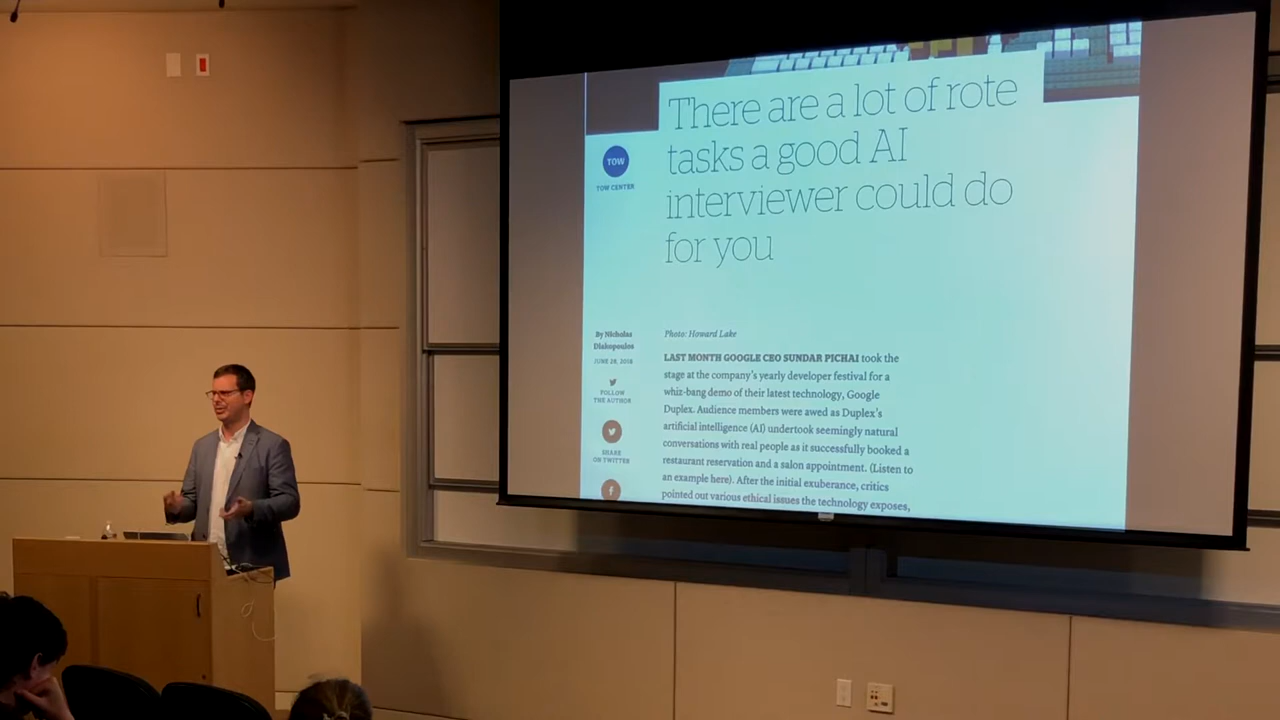 There are a lot of rote
tasks a good AI
interviewer could do
for you
TOW
TOW CENTER
By Nicholas
Diakopoulos
JUNE 28, 2018
FOLLOW
THE AUTHOR
SHARE
ON TWITTER
f
Photo: Howard Lake
LAST MONTH GOOGLE CEO SUNDAR PICHAI took the
stage at the company's yearly developer festival for a
whiz-bang demo of their latest technology, Google
Duplex. Audience members were awed as Duplex's
artificial intelligence (AI) undertook seemingly natural
conversations with real people as it successfully booked a
restaurant reservation and a salon appointment. (Listen to
an example here). After the initial exuberance, critics
pointed out various ethical issues the technology exposes,